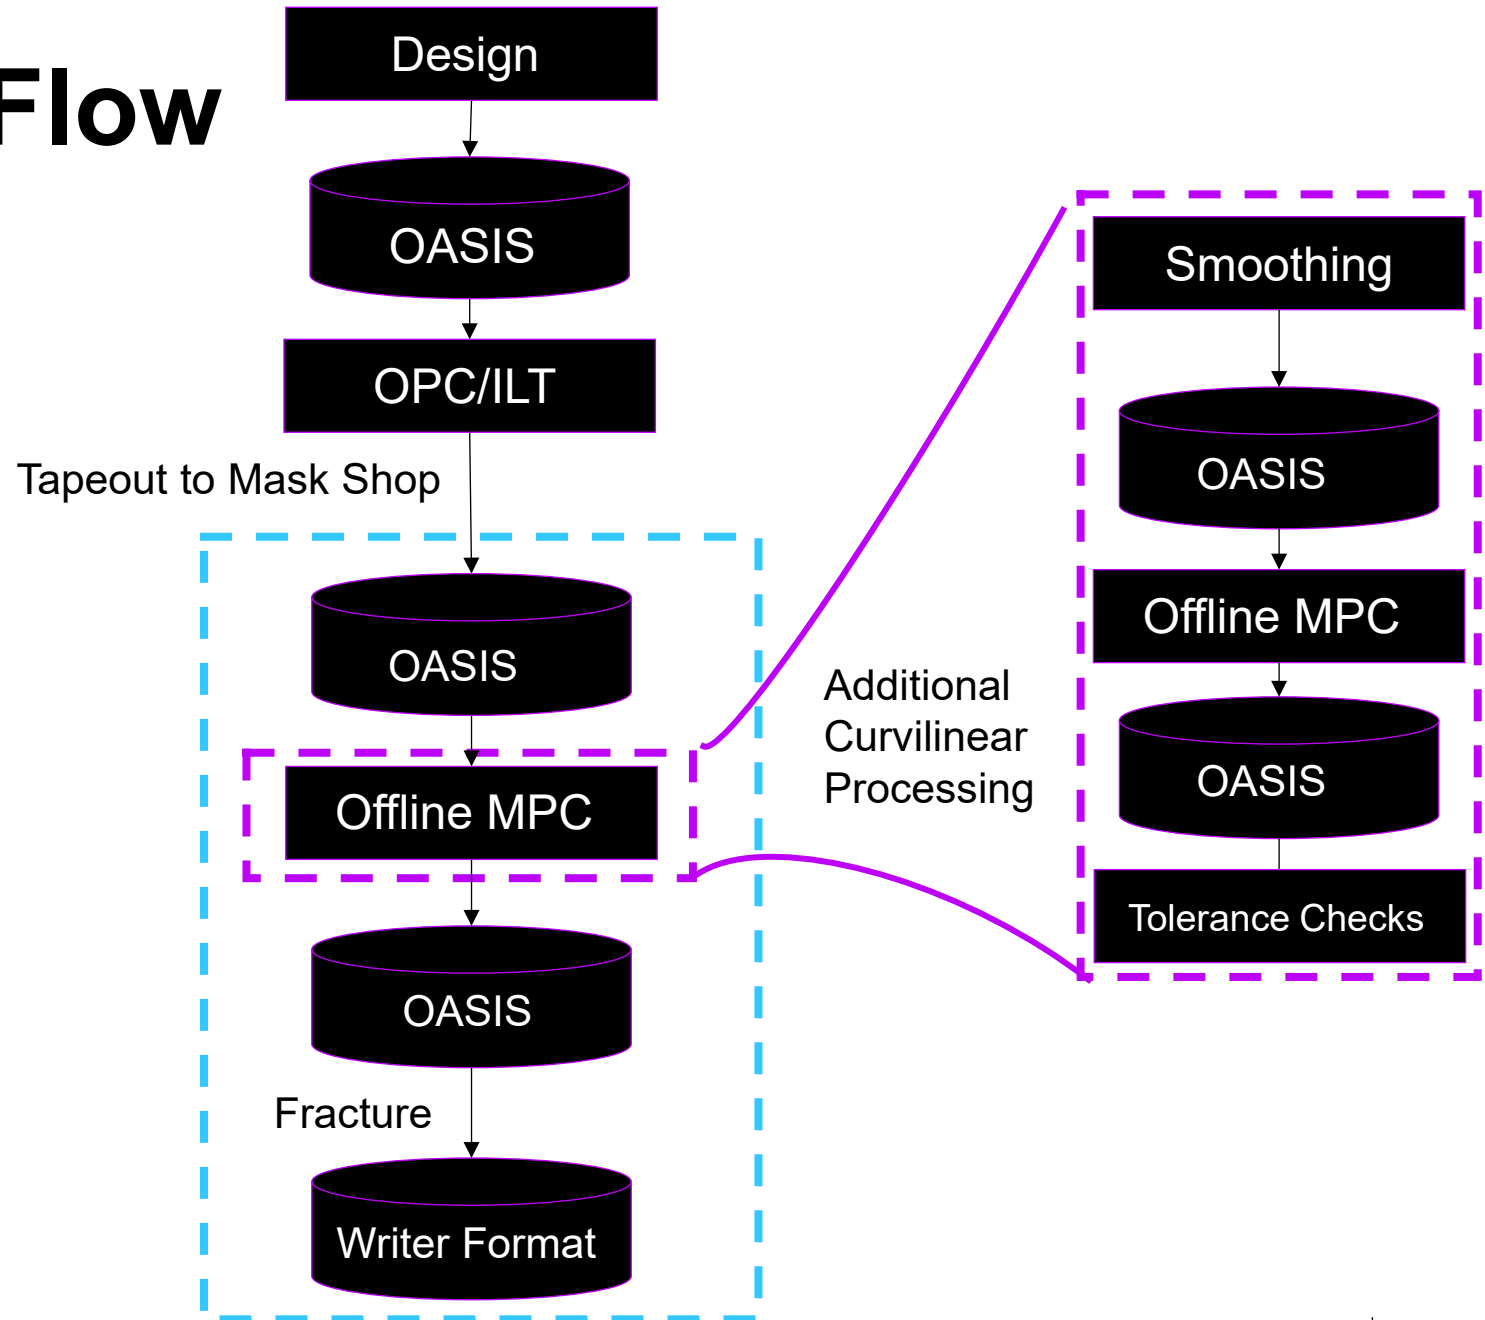 Flow
Design
OASIS
OPC/ILT
Tapeout to Mask Shop
OASIS
Offline MPC
OASIS
Fracture
Writer Format
Additional
Curvilinear
Processing
Smoothing
OASIS
Offline MPC
OASIS
Tolerance Checks